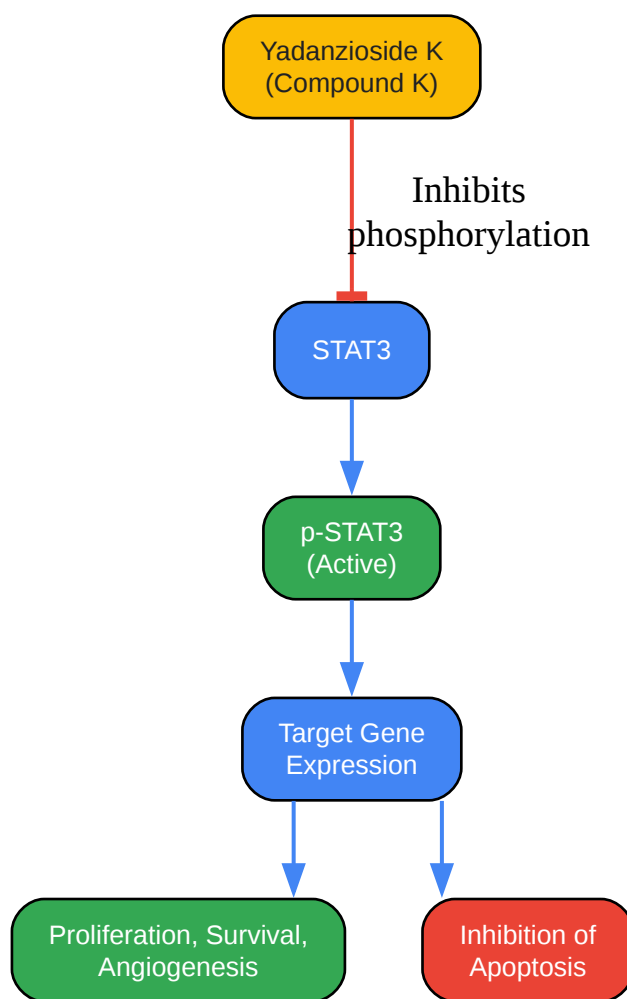 Yadanzioside K
(Compound K)
Inhibits
phosphorylation
STAT3
p-STAT3
(Active)
Target Gene
Expression
Proliferation, Survival,
Angiogenesis
Inhibition of
Apoptosis